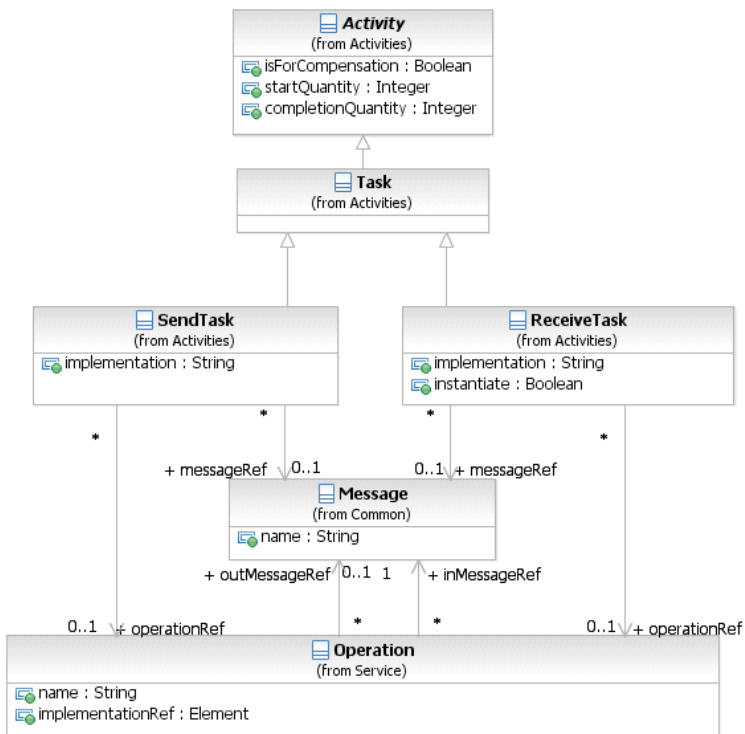 Activity
(from Activities)
isForCompensation : Boolean
startQuantity : Integer
completionQuantity : Integer
Task
(from Activities)
SendTask
(from Activities)
implementation : String
ReceiveTask
(from Activities)
implementation : String
instantiate : Boolean
* * * *
+ messageRef 0..1 0..1 + messageRef
Message
(from Common)
name : String
+ outMessageRef 0..1 1 + inMessageRef
* *
0..1 + operationRef 0..1 + operationRef
Operation
(from Service)
name : String
implementationRef : Element